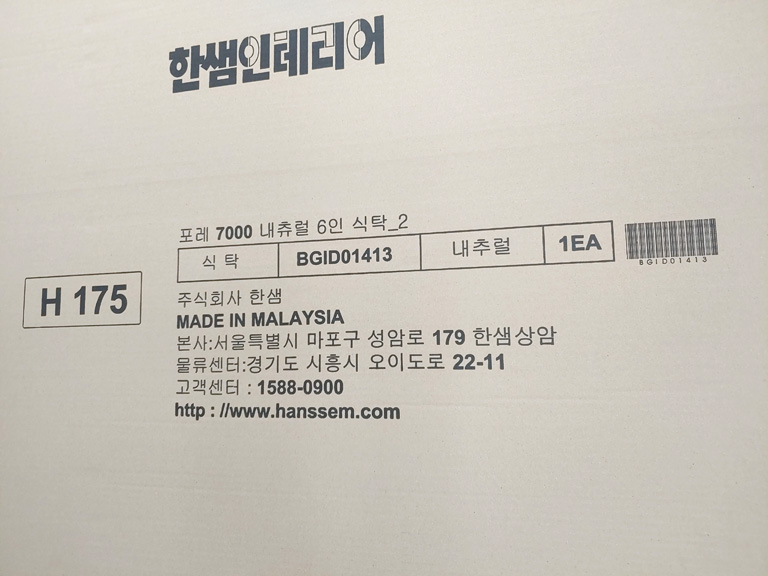 한샘인테리어
포레 7000 내츄럴 6인 식탁_2
식 탁 BGID01413 내추럴 1EA
BGID01413
H 175
주식회사 한샘
MADE IN MALAYSIA
본사:서울특별시 마포구 성암로 179 한샘상암
물류센터:경기도 시흥시 오이도로 22-11
고객센터 : 1588-0900
http : //www.hanssem.com